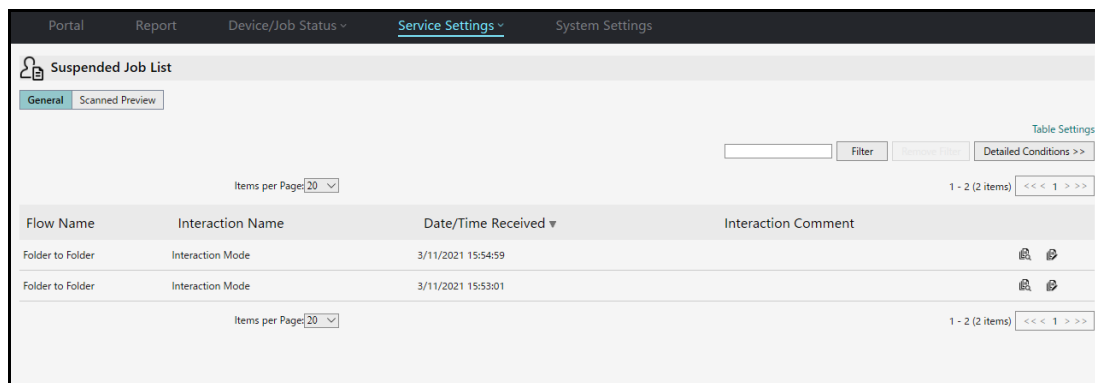 Portal Report Device/Job Status Service Settings System Settings
Suspended Job List
General Scanned Preview
Table Settings
Filter Remove Filter Detailed Conditions >>
Items per Page: 20 1 - 2 (2 items) << < 1 > >>
Flow Name Interaction Name Date/Time Received ▼ Interaction Comment
Folder to Folder Interaction Mode 3/11/2021 15:54:59
Folder to Folder Interaction Mode 3/11/2021 15:53:01
Items per Page: 20 1 - 2 (2 items) << < 1 > >>